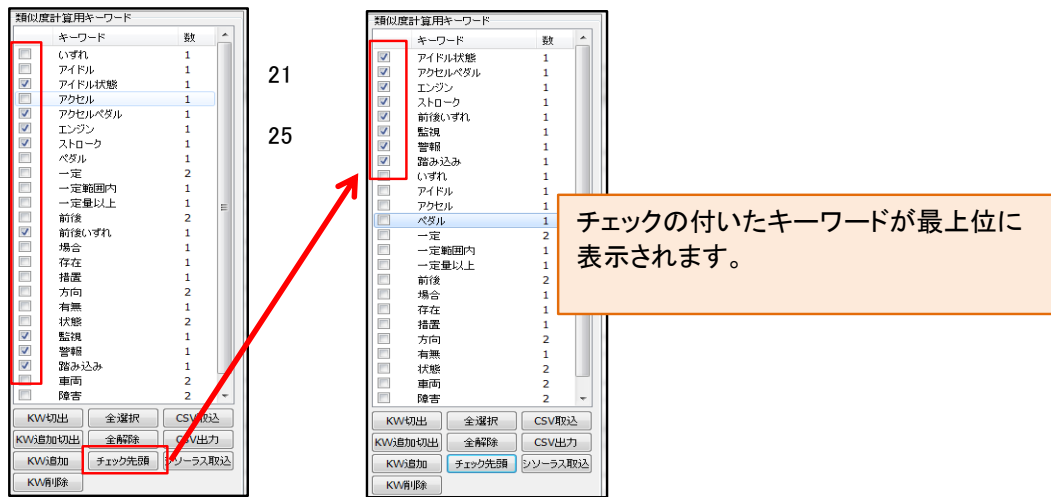 類似度計算用キーワード
キーワード 数
いずれ 1
アイドル 1
アイドル状態 1
アクセル 1
アクセルペダル 1
エンジン 1
ストローク 1
ペダル 1
一定 2
一定範囲内 1
一定量以上 1
前後 2
前後いずれ 1
場合 1
存在 1
措置 1
方向 2
有無 1
状態 2
監視 1
警報 1
踏み込み 1
車両 2
障害 2
KW切出 全選択 CSV取込
KW追加切出 全解除 CSV出力
KW追加 チェック先頭 シソーラス取込
KW削除
21
25
類似度計算用キーワード
キーワード 数
アイドル状態 1
アクセルペダル 1
エンジン 1
ストローク 1
前後いずれ 1
監視 1
警報 1
踏み込み 1
いずれ 1
アイドル 1
アクセル 1
ペダル 1
一定 2
一定範囲内 1
一定量以上 1
前後 2
場合 1
存在 1
措置 1
方向 2
有無 1
状態 2
車両 2
障害 2
KW切出 全選択 CSV取込
KW追加切出 全解除 CSV出力
KW追加 チェック先頭 シソーラス取込
KW削除
チェックの付いたキーワードが最上位に
表示されます。